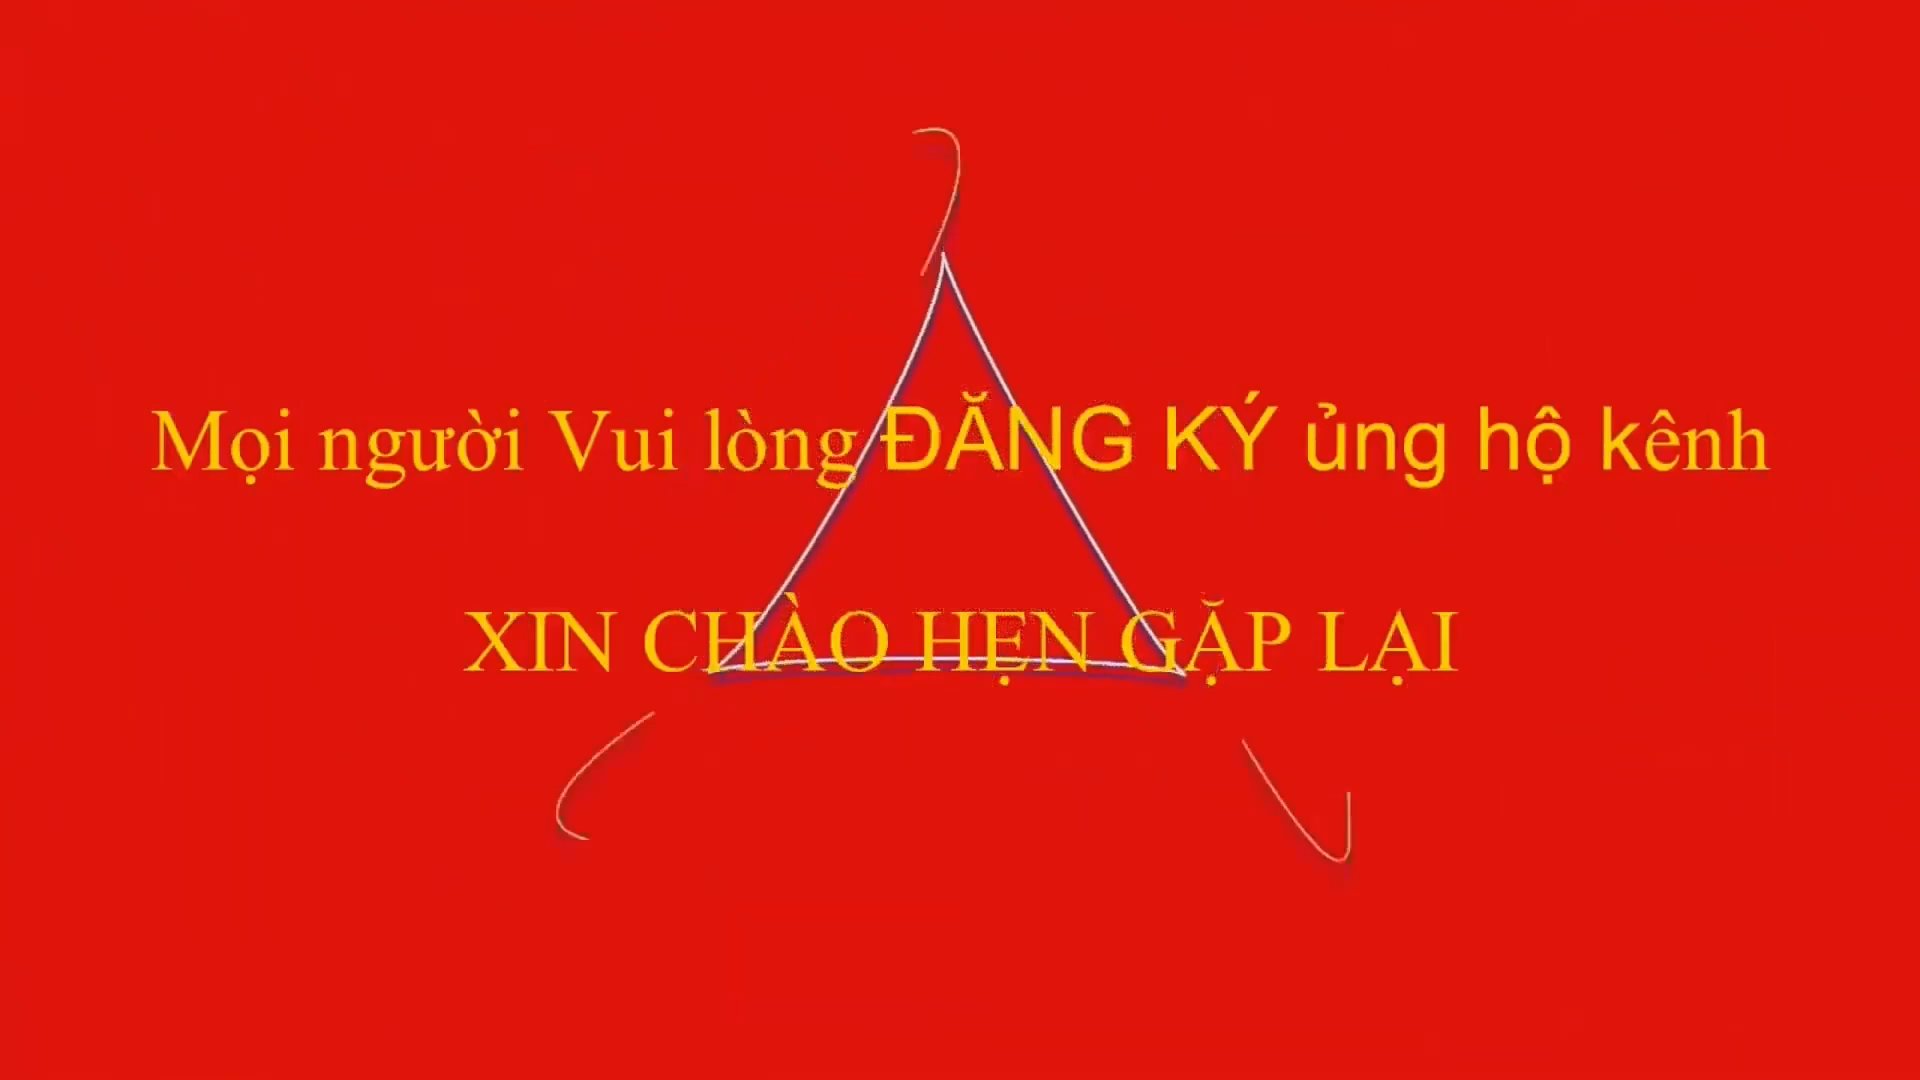 Mọi người Vui lòng ĐĂNG KÝ ủng hộ kênh
XIN CHÀO HẸN GẶP LẠI